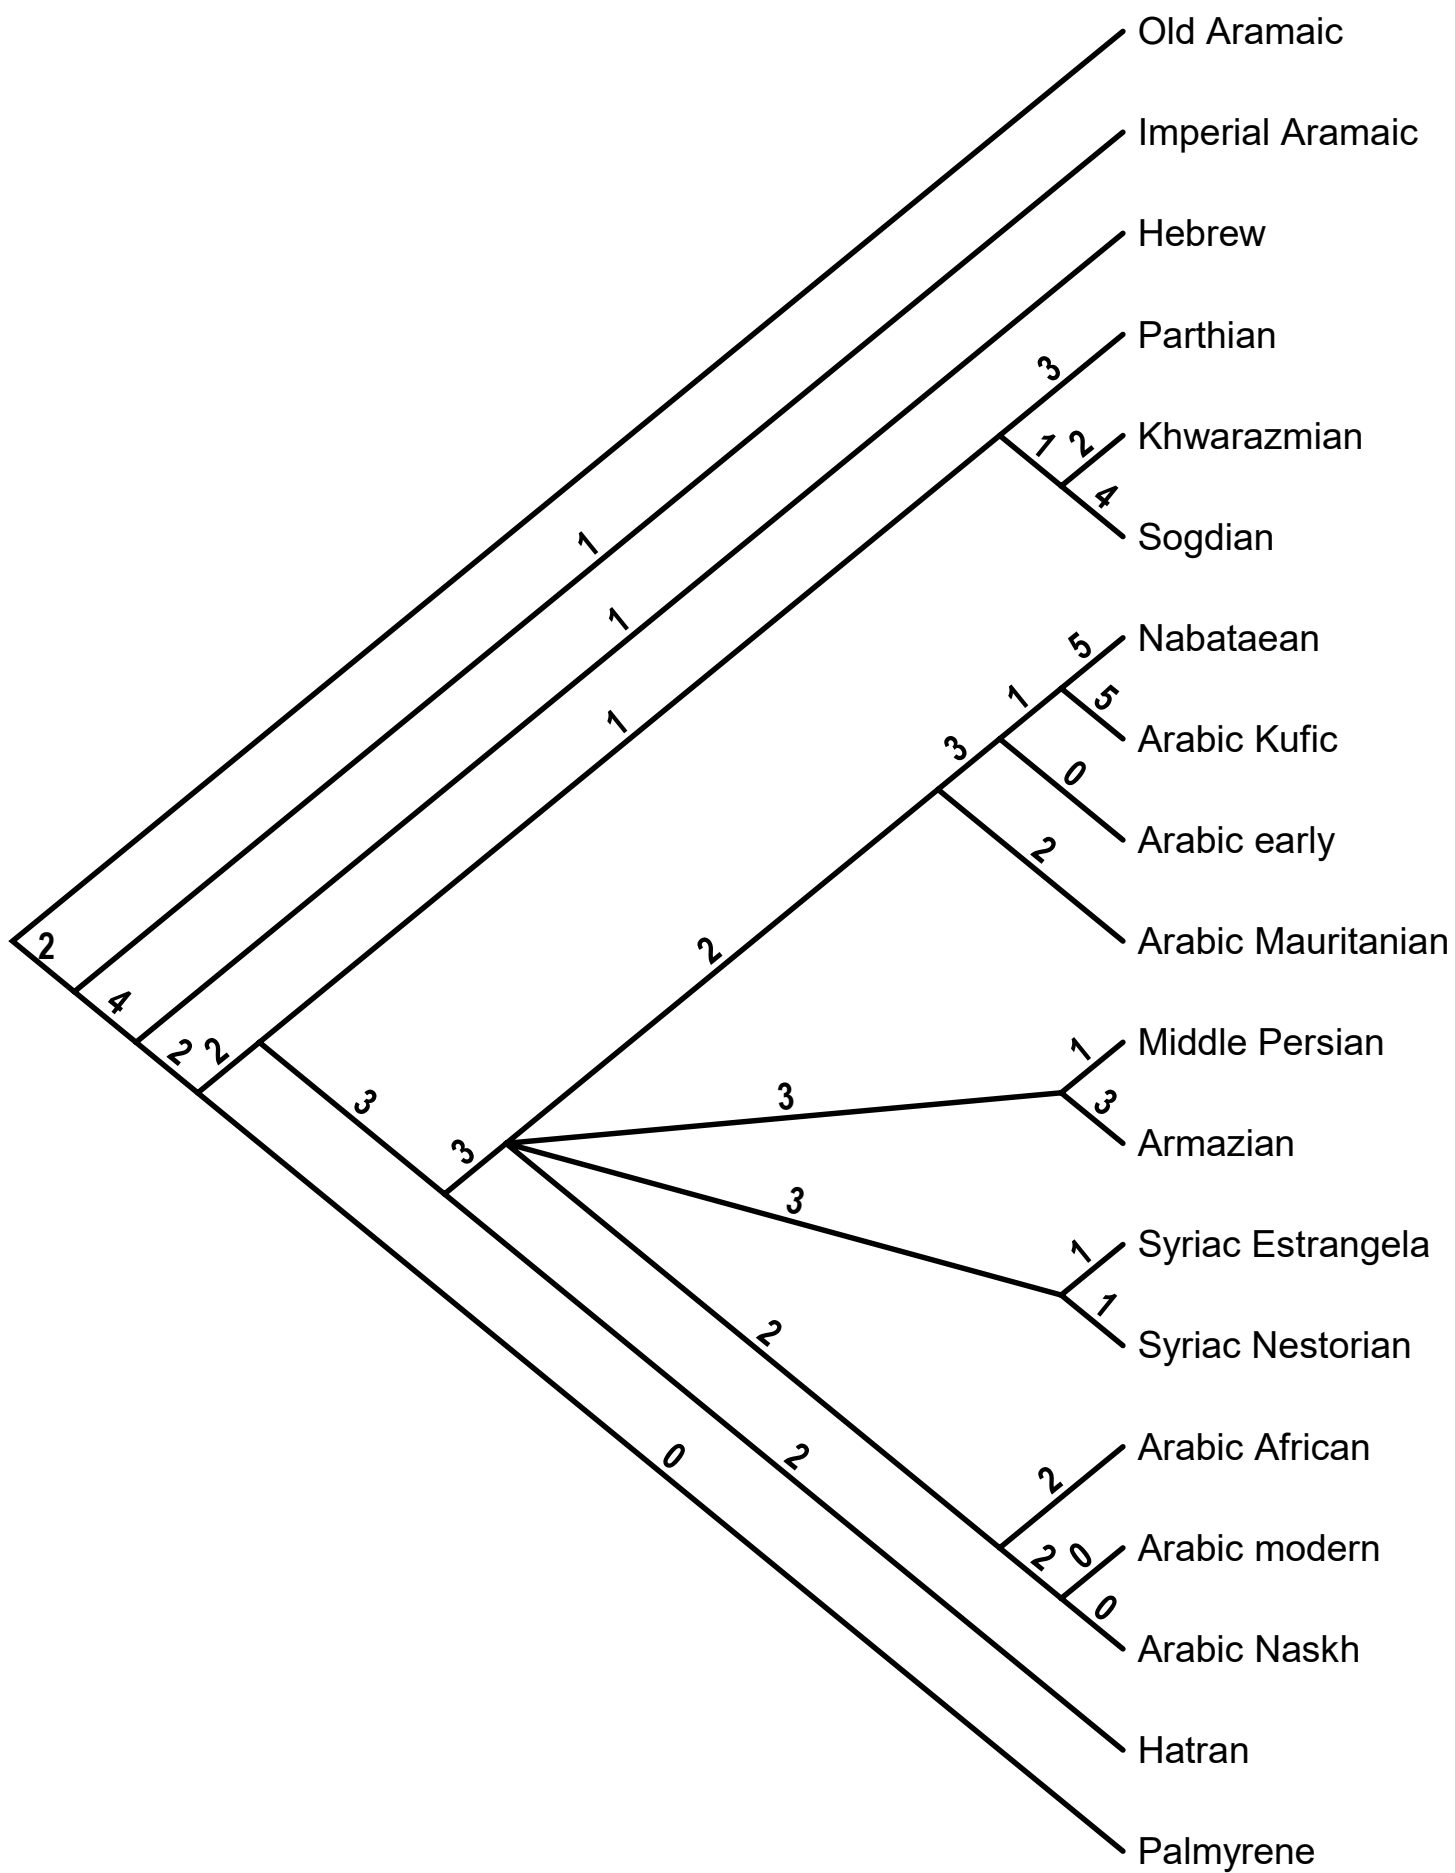 Old Aramaic
Imperial Aramaic
Hebrew
Parthian
3
Khwarazmian
1 2
4
Sogdian
1
1
Nabataean
5
5
1
1
Arabic Kufic
3
0
Arabic early
2
Arabic Mauritanian
2
2
4
2 2
Middle Persian
1
3
3
3
Armazian
3
3
Syriac Estrangela
1
1
Syriac Nestorian
2
Arabic African
2
0
2
Arabic modern
2 0
0
Arabic Naskh
Hatran
Palmyrene